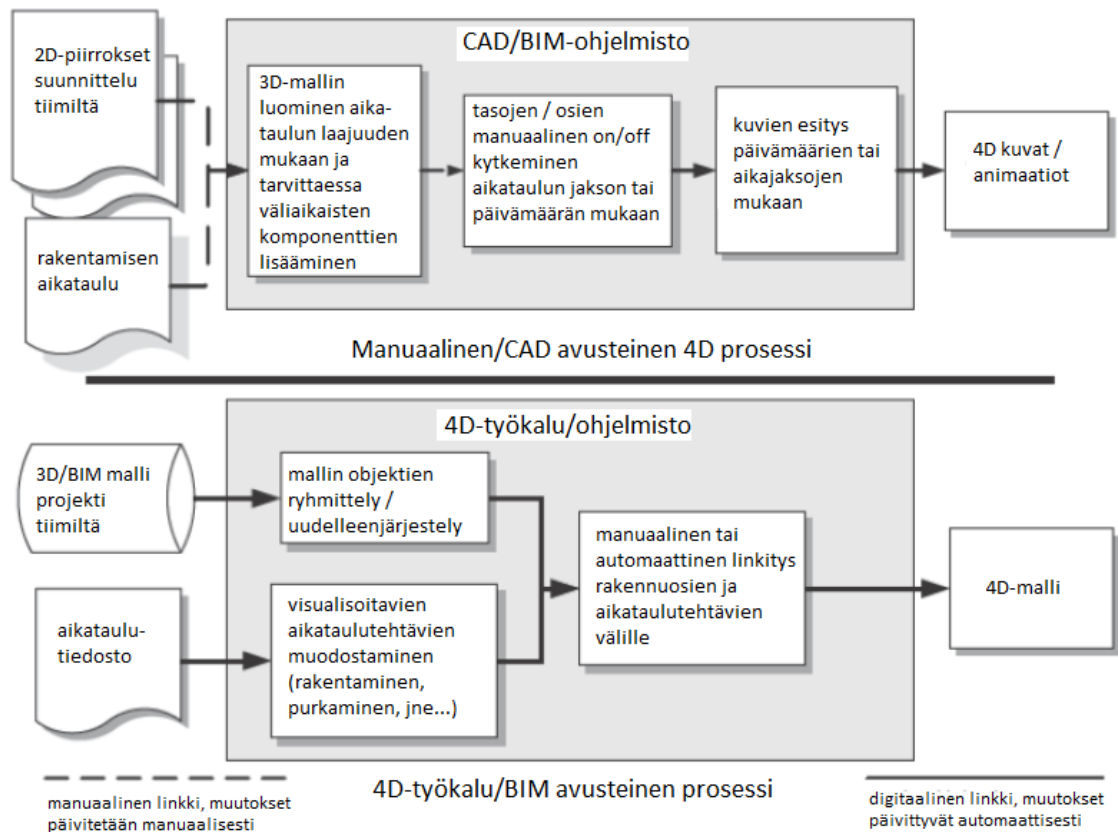 CAD/BIM-ohjelmisto
2D-piirrokset
suunnittelu
tiimiltä
rakentamisen
aikataulu
3D-mallin
luominen aika-
taulun laajuuden
mukaan ja
tarvittaessa
väliaikaisten
komponenttien
lisääminen
tasojen / osien
manuaalinen on/off
kytkeminen
aikataulun jakson tai
päivämäärän mukaan
kuvien esitys
päivämäärien tai
aikajaksojen
mukaan
4D kuvat /
animaatiot
Manuaalinen/CAD avusteinen 4D prosessi
4D-työkalu/ohjelmisto
3D/BIM malli
projekti
tiimiltä
aikataulu-
tiedosto
mallin objektien
ryhmittely /
uudelleenjärjestely
visualisoitavien
aikataulutehtävien
muodostaminen
(rakentaminen,
purkaminen, jne...)
manuaalinen tai
automaattinen linkitys
rakennuosien ja
aikataulutehtävien
välille
4D-malli
4D-työkalu/BIM avusteinen prosessi
manuaalinen linkki, muutokset
päivitetään manuaalisesti
digitaalinen linkki, muutokset
päivittyvät automaattisesti